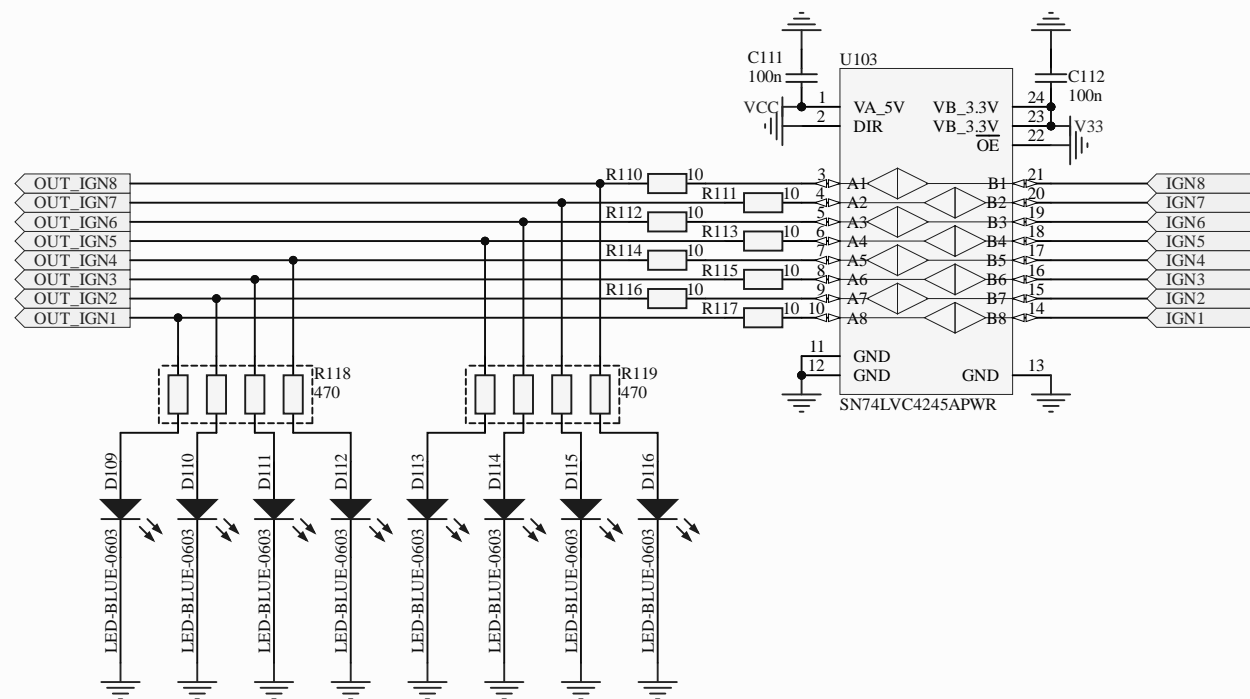 C111
100n
U103
C112
100n
VCC
1
VA_5V
VB_3.3V
24
2
DIR
VB_3.3V
23
V33
OE
22
OUT_IGN8
R110
10
3
A1
B1
21
IGN8
OUT_IGN7
R111
10
4
A2
B2
20
IGN7
OUT_IGN6
R112
10
5
A3
B3
19
IGN6
OUT_IGN5
R113
10
6
A4
B4
18
IGN5
OUT_IGN4
R114
10
7
A5
B5
17
IGN4
OUT_IGN3
R115
10
8
A6
B6
16
IGN3
OUT_IGN2
R116
10
9
A7
B7
15
IGN2
OUT_IGN1
R117
10
10
A8
B8
14
IGN1
11
GND
12
GND
GND
13
SN74LVC4245APWR
R118
470
R119
470
D109
D110
D111
D112
D113
D114
D115
D116
LED-BLUE-0603
LED-BLUE-0603
LED-BLUE-0603
LED-BLUE-0603
LED-BLUE-0603
LED-BLUE-0603
LED-BLUE-0603
LED-BLUE-0603